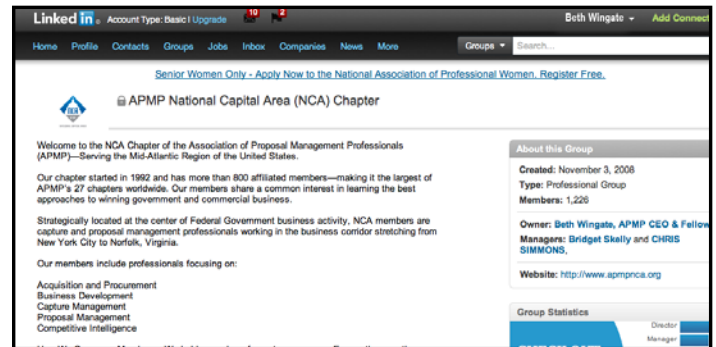 Linked in. Account Type: Basic | Upgrade 10 2 Beth Wingate Add Connect
Home Profile Contacts Groups Jobs Inbox Companies News More Groups Search...
Senior Women Only - Apply Now to the National Association of Professional Women. Register Free.
APMP National Capital Area (NCA) Chapter
Welcome to the NCA Chapter of the Association of Proposal Management Professionals
(APMP)—Serving the Mid-Atlantic Region of the United States.
Our chapter started in 1992 and has more than 800 affiliated members—making it the largest of
APMP's 27 chapters worldwide. Our members share a common interest in learning the best
approaches to winning government and commercial business.
Strategically located at the center of Federal Government business activity, NCA members are
capture and proposal management professionals working in the business corridor stretching from
New York City to Norfolk, Virginia.
Our members include professionals focusing on:
Acquisition and Procurement
Business Development
Capture Management
Proposal Management
Competitive Intelligence
About this Group
Created: November 3, 2008
Type: Professional Group
Members: 1,226
Owner: Beth Wingate, APMP CEO & Fellow
Managers: Bridget Skelly and CHRIS
SIMMONS,
Website: http://www.apmpnca.org
Group Statistics
Director
Manager